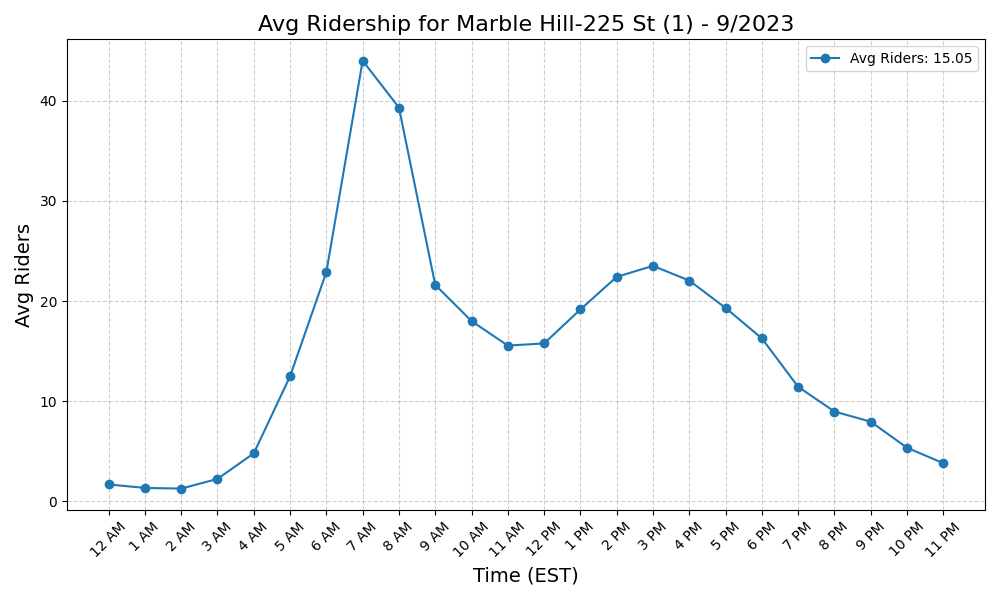 Avg Ridership for Marble Hill-225 St (1) - 9/2023
Avg Riders: 15.05
Avg Riders
40
30
20
10
0
12 AM
1 AM
2 AM
3 AM
4 AM
5 AM
6 AM
7 AM
8 AM
9 AM
10 AM
11 AM
12 PM
1 PM
2 PM
3 PM
4 PM
5 PM
6 PM
7 PM
8 PM
9 PM
10 PM
11 PM
Time (EST)